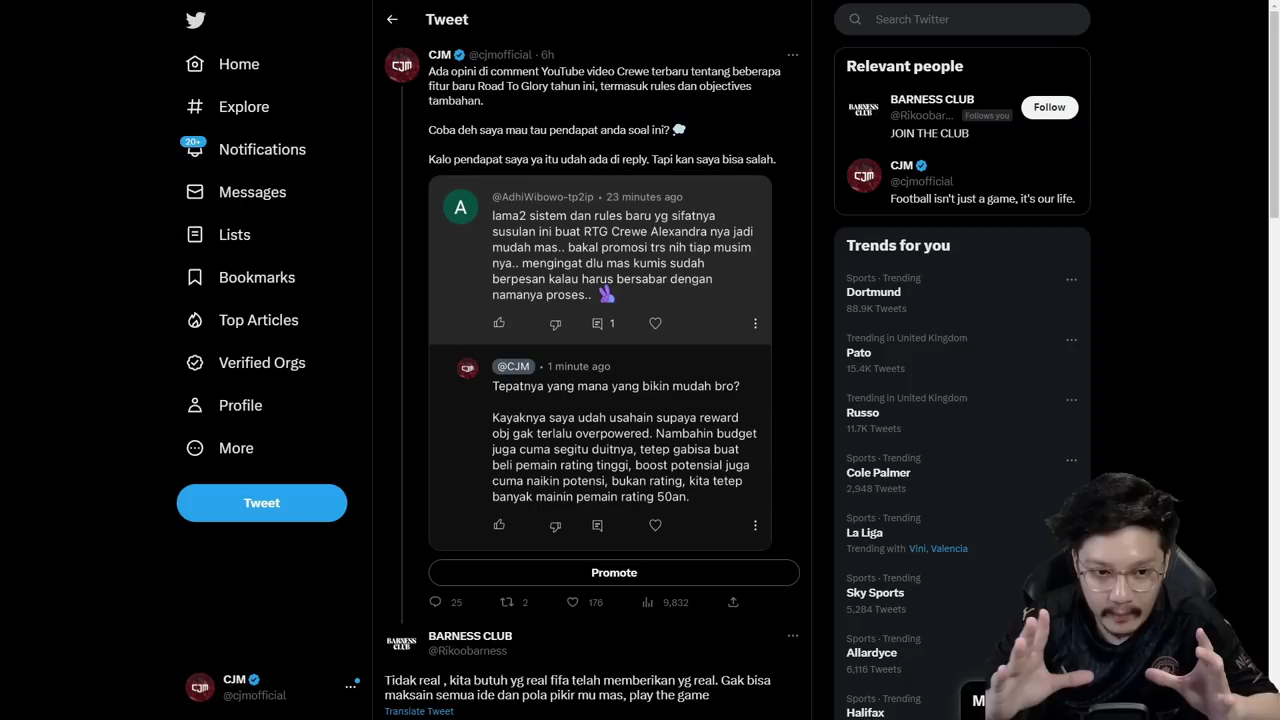 Home
Explore
20+
Notifications
Messages
Lists
Bookmarks
Top Articles
Verified Orgs
Profile
More
Tweet
CJM
@cjmofficial
Tweet
CJM @cjmofficial · 6h
Ada opini di comment YouTube video Crewe terbaru tentang beberapa
fitur baru Road To Glory tahun ini, termasuk rules dan objectives
tambahan.
Coba deh saya mau tau pendapat anda soal ini?
Kalo pendapat saya ya itu udah ada di reply. Tapi kan saya bisa salah.
A
@AdhiWibowo-tp2ip • 23 minutes ago
lama2 sistem dan rules baru yg sifatnya
susulan ini buat RTG Crewe Alexandra nya jadi
mudah mas.. bakal promosi trs nih tiap musim
nya.. mengingat dlu mas kumis sudah
berpesan kalau harus bersabar dengan
namanya proses..
1
CJM
@CJM • 1 minute ago
Tepatnya yang mana yang bikin mudah bro?
Kayaknya saya udah usahain supaya reward
obj gak terlalu overpowered. Nambahin budget
juga cuma segitu duitnya, tetep gabisa buat
beli pemain rating tinggi, boost potensial juga
cuma naikin potensi, bukan rating, kita tetep
banyak mainin pemain rating 50an.
Promote
25
2
176
9,832
BARNESS CLUB
BARNESS CLUB
@Rikoobarness
Tidak real , kita butuh yg real fifa telah memberikan yg real. Gak bisa
maksain semua ide dan pola pikir mu mas, play the game
Translate Tweet
Search Twitter
Relevant people
BARNESS CLUB
BARNESS CLUB
@Rikoobar... Follows you
Follow
JOIN THE CLUB
CJM
CJM
@cjmofficial
Football isn't just a game, it's our life.
Trends for you
Sports · Trending
Dortmund
88.9K Tweets
Trending in United Kingdom
Pato
15.4K Tweets
Trending in United Kingdom
Russo
11.7K Tweets
Sports · Trending
Cole Palmer
2,948 Tweets
Sports · Trending
La Liga
Trending with Vini, Valencia
Sports · Trending
Sky Sports
5,284 Tweets
Sports · Trending
Allardyce
6,116 Tweets
Sports · Trending
Halifax